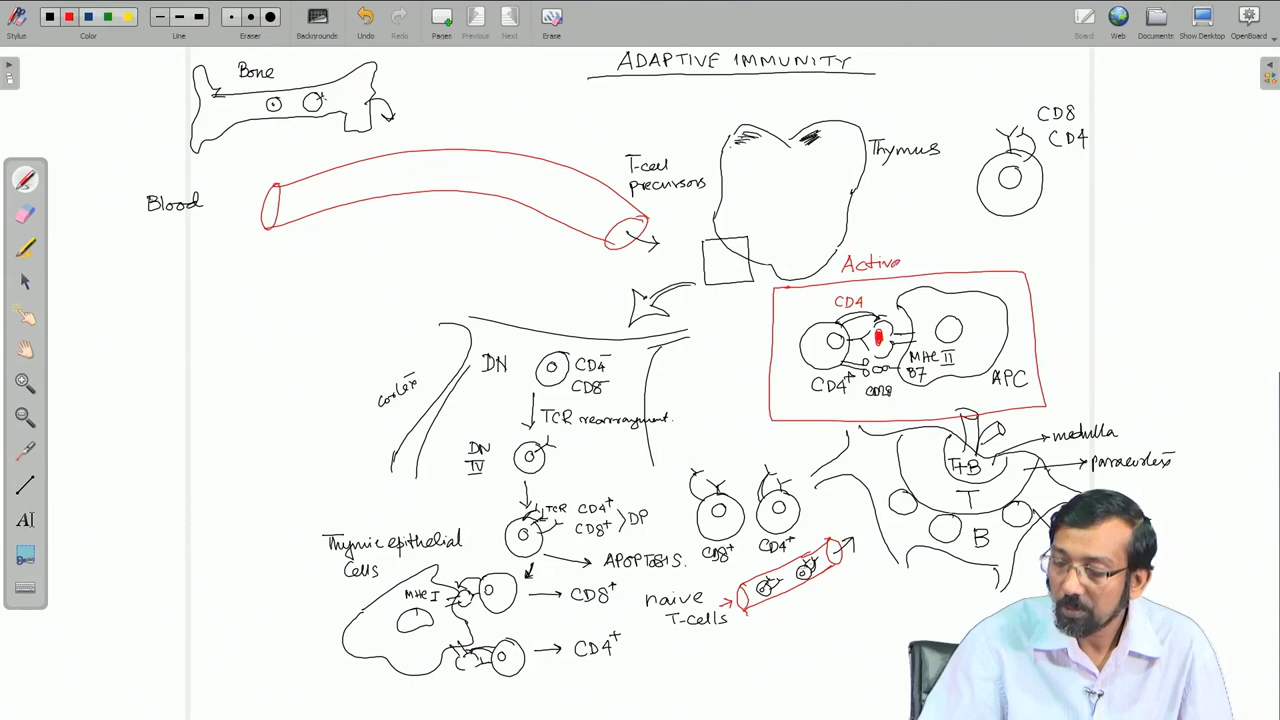 Stylus
Color
Line
Eraser
Backgrounds
Undo
Redo
Pages
Previous
Next
Erase
Board
Web
Documents
Show Desktop
OpenBoard
ADAPTIVE IMMUNITY
Bone
Blood
T-cell
precursors
Thymus
CD8
CD4
Active
CD4
CD4+
CD28
MHC II
B7
APC
cortex
DN
CD4-
CD8-
TCR rearrangment.
DN
IV
TCR CD4+
CD8+ >DP
APOPTOSIS.
Thymic epithelial
Cells
MHC I
CD8+
CD4+
CD8+
CD4+
naive
T-cells
medulla
paracortex
T+B
T
B